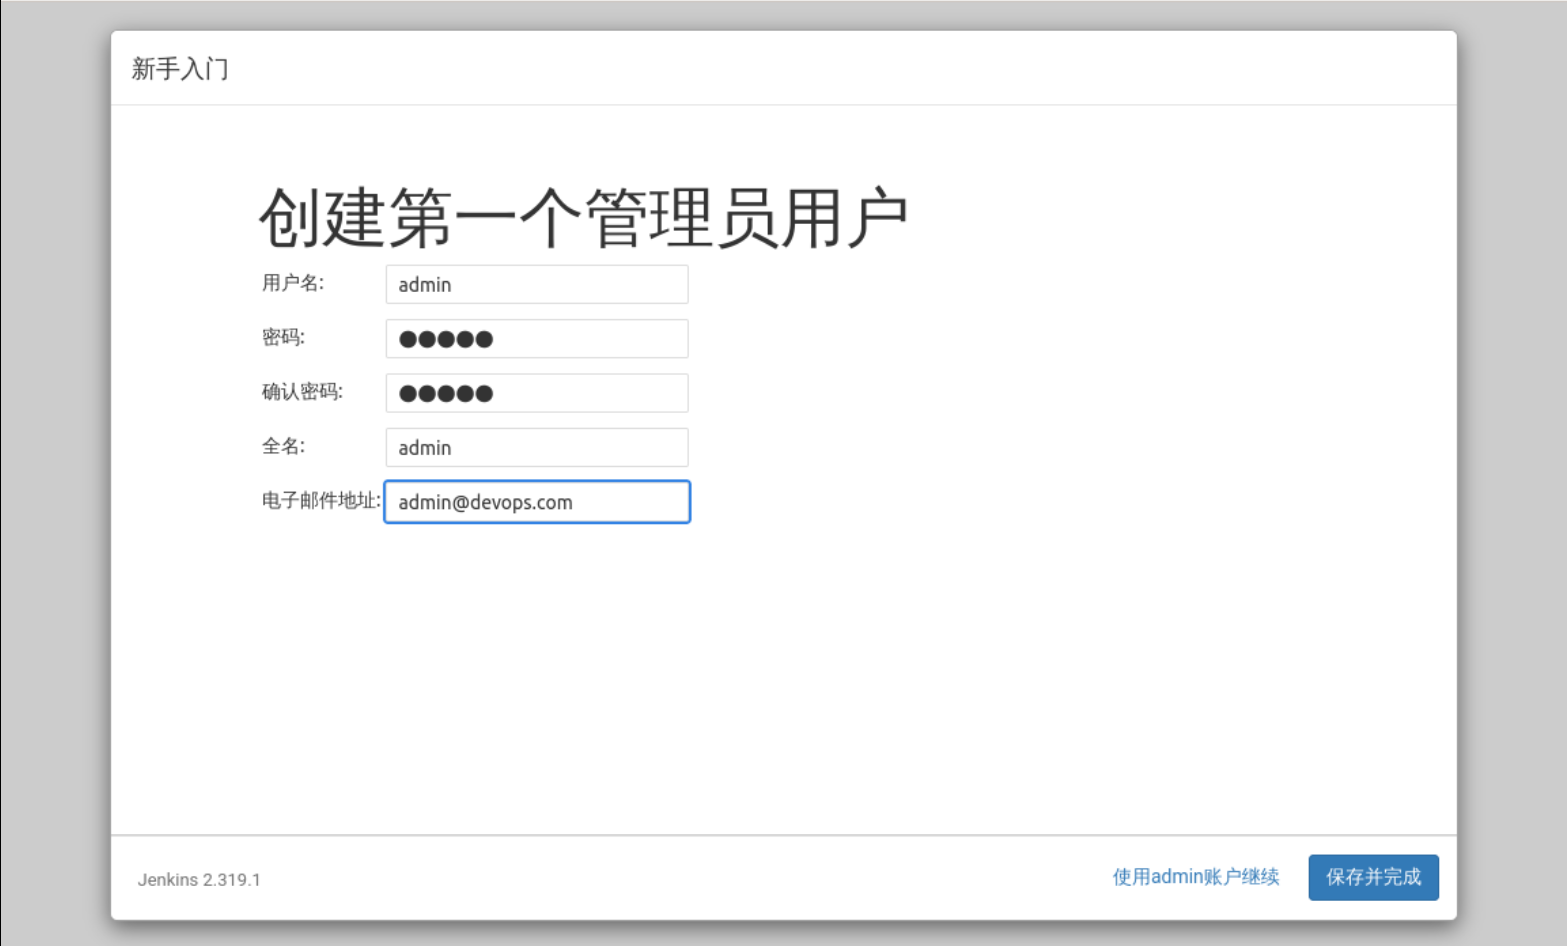 新手入门
创建第一个管理员用户
用户名: admin
密码: ●●●●●
确认密码: ●●●●●
全名: admin
电子邮件地址: admin@devops.com
Jenkins 2.319.1 使用admin账户继续 保存并完成